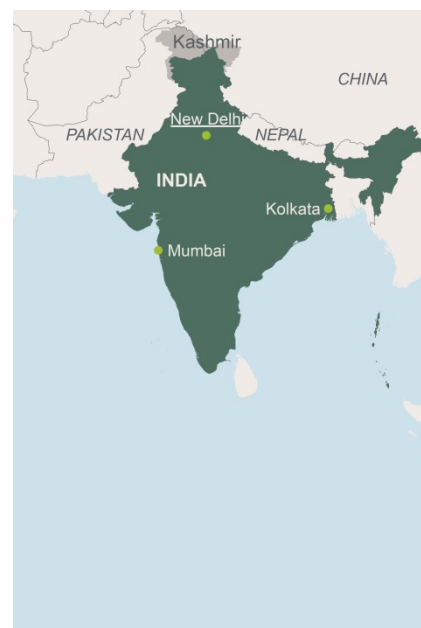 Kashmir
CHINA
New Delhi
PAKISTAN
NEPAL
INDIA
Kolkata
Mumbai